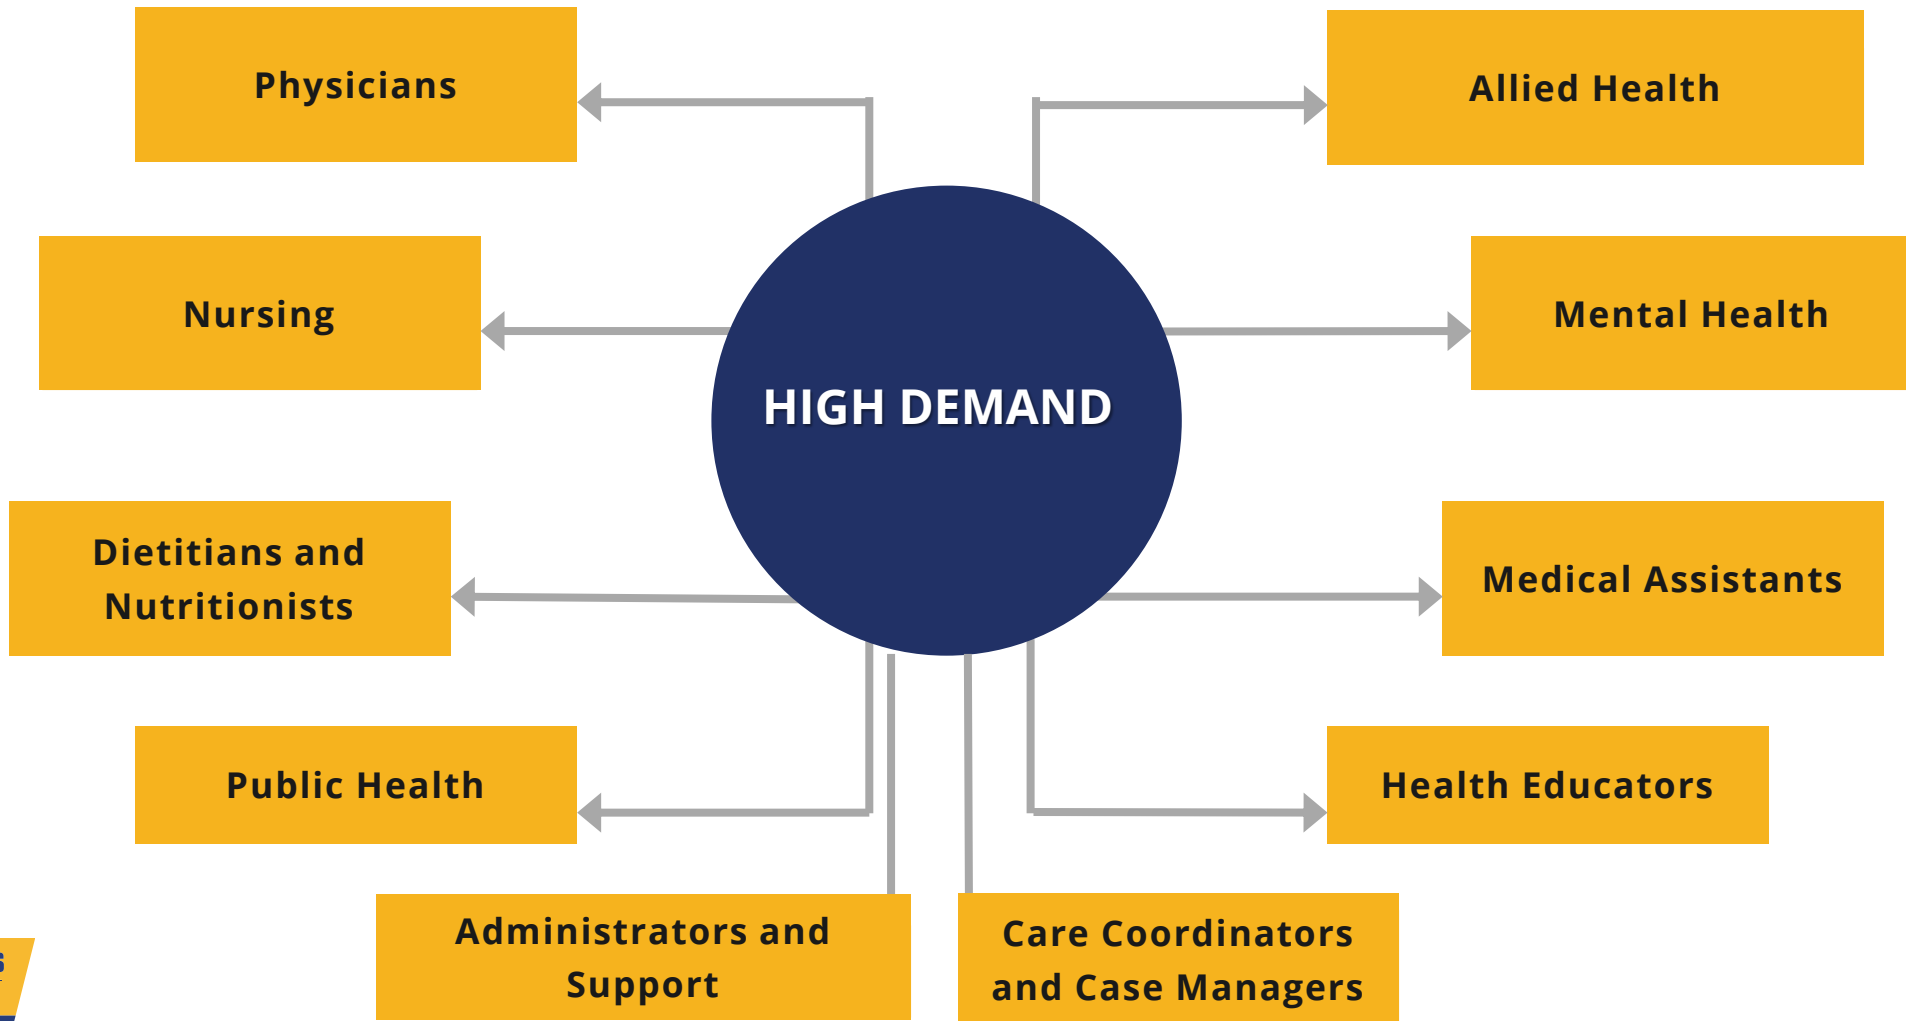 Physicians
Allied Health
Nursing
Mental Health
HIGH DEMAND
Dietitians and
Nutritionists
Medical Assistants
Public Health
Health Educators
Administrators and
Support
Care Coordinators
and Case Managers